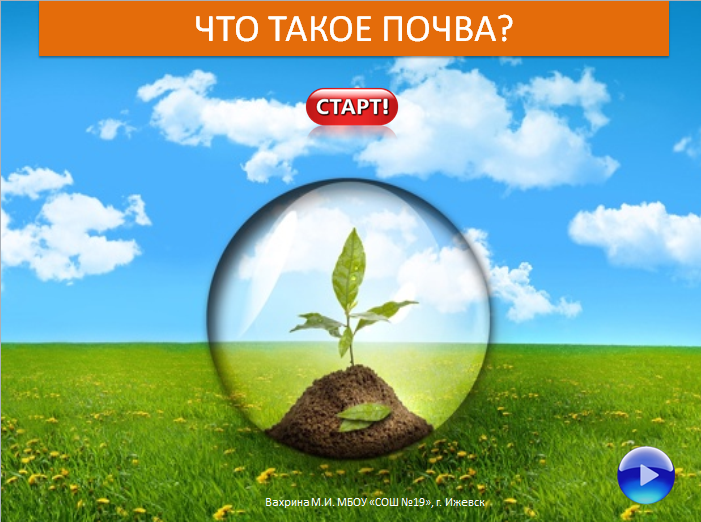 ЧТО ТАКОЕ ПОЧВА?
СТАРТ!
Вахрина М.И. МБОУ «СОШ №19», г. Ижевск